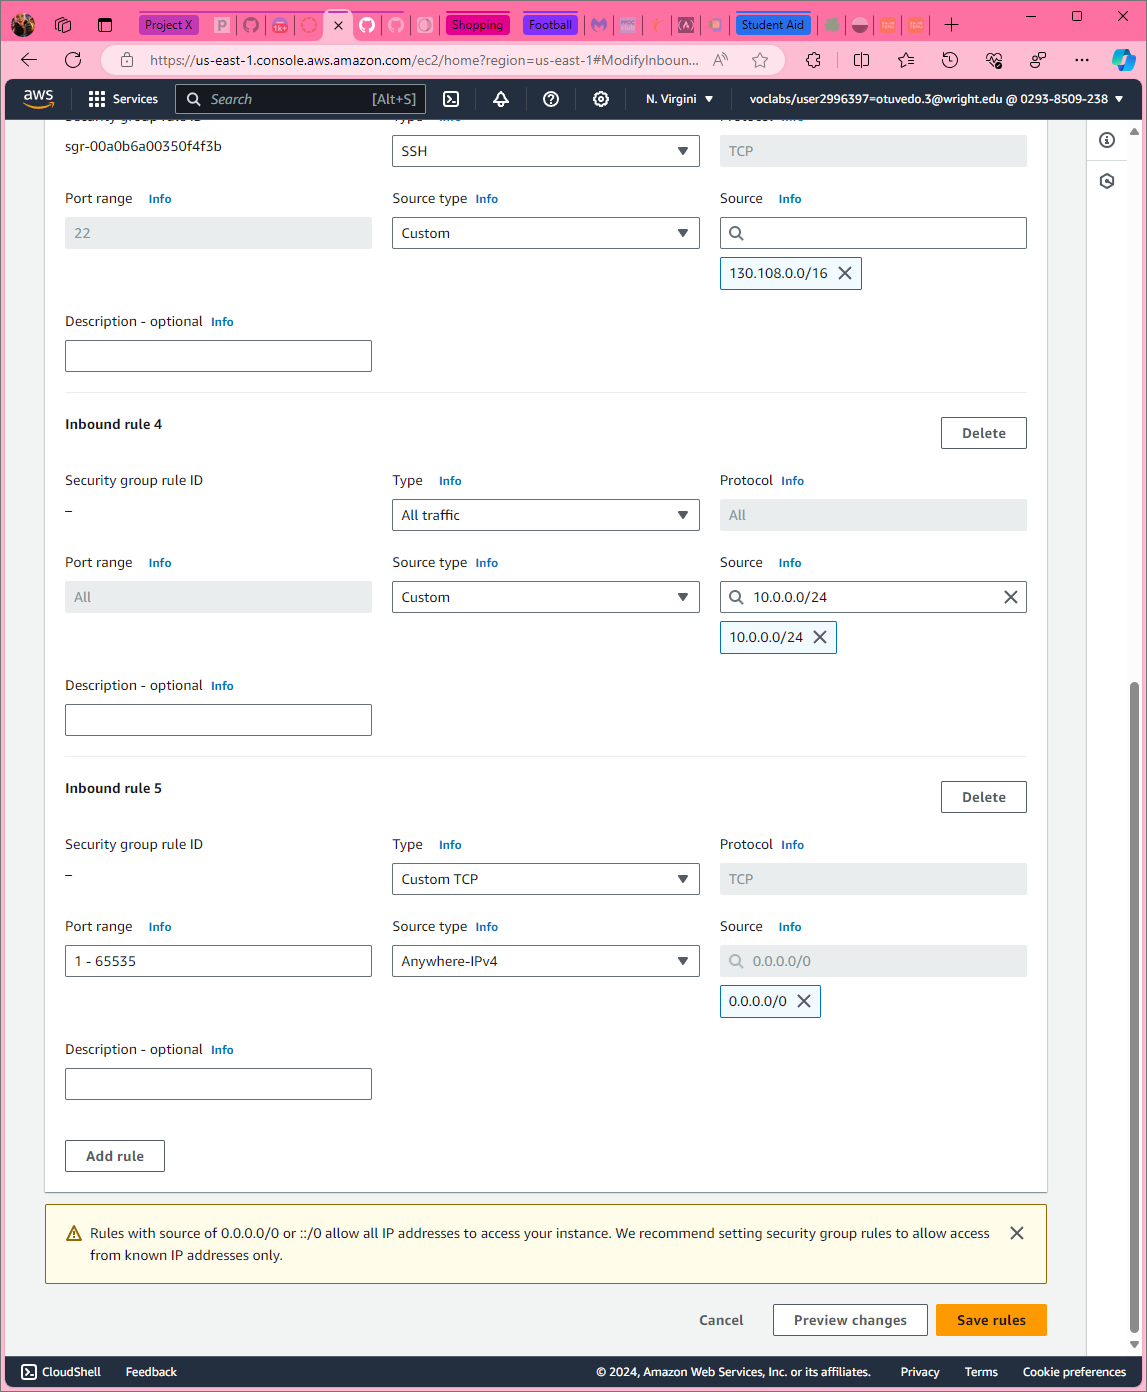 Project X
Shopping
Football
Student Aid
https://us-east-1.console.aws.amazon.com/ec2/home?region=us-east-1#ModifyInboun...
aws
Services
Search
[Alt+S]
N. Virgini
voclabs/user2996397=otuvedo.3@wright.edu @ 0293-8509-238
Security group rule ID
Type Info
Protocol Info
sgr-00a0b6a00350f4f3b
SSH
TCP
Port range Info
Source type Info
Source Info
22
Custom
130.108.0.0/16
Description - optional Info
Inbound rule 4
Delete
Security group rule ID
Type Info
Protocol Info
–
All traffic
All
Port range Info
Source type Info
Source Info
All
Custom
10.0.0.0/24
10.0.0.0/24
Description - optional Info
Inbound rule 5
Delete
Security group rule ID
Type Info
Protocol Info
–
Custom TCP
TCP
Port range Info
Source type Info
Source Info
1 - 65535
Anywhere-IPv4
0.0.0.0/0
0.0.0.0/0
Description - optional Info
Add rule
Rules with source of 0.0.0.0/0 or ::/0 allow all IP addresses to access your instance. We recommend setting security group rules to allow access
from known IP addresses only.
Cancel
Preview changes
Save rules
CloudShell
Feedback
© 2024, Amazon Web Services, Inc. or its affiliates.
Privacy
Terms
Cookie preferences